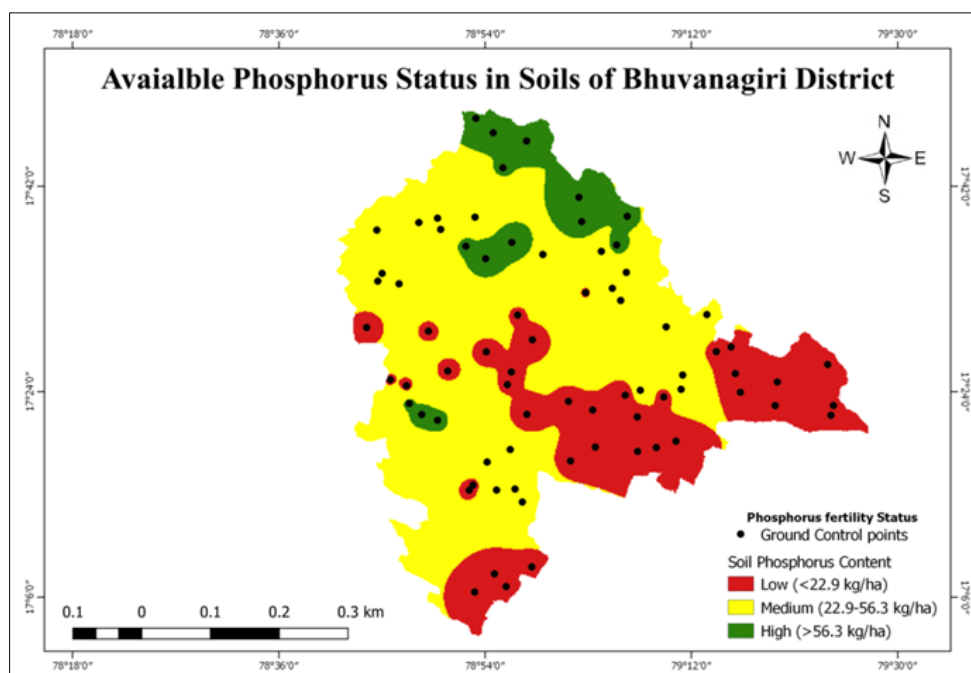 78°18'0" 78°36'0" 78°54'0" 79°12'0" 79°30'0"
Avaialble Phosphorus Status in Soils of Bhuvanagiri District
N
W E
S
17°42'0" 17°42'0"
17°24'0" 17°24'0"
Phosphorus fertility Status
Ground Control points
Soil Phosphorus Content
Low (<22.9 kg/ha)
Medium (22.9-56.3 kg/ha)
High (>56.3 kg/ha)
17°6'0" 17°6'0"
0.1 0 0.1 0.2 0.3 km
78°18'0" 78°36'0" 78°54'0" 79°12'0" 79°30'0"